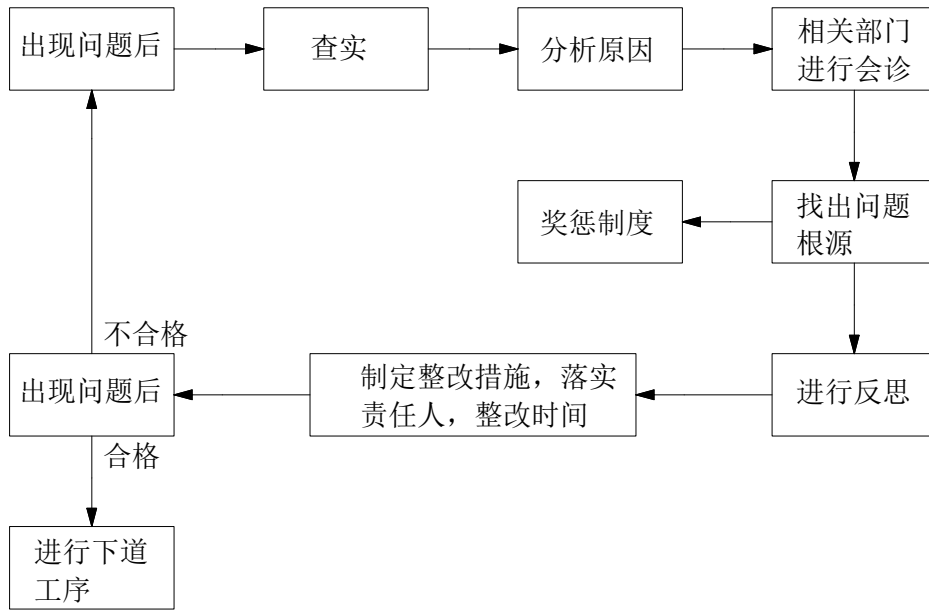 出现问题后
查实
分析原因
相关部门
进行会诊
奖惩制度
找出问题
根源
不合格
出现问题后
制定整改措施，落实
责任人，整改时间
进行反思
合格
进行下道
工序